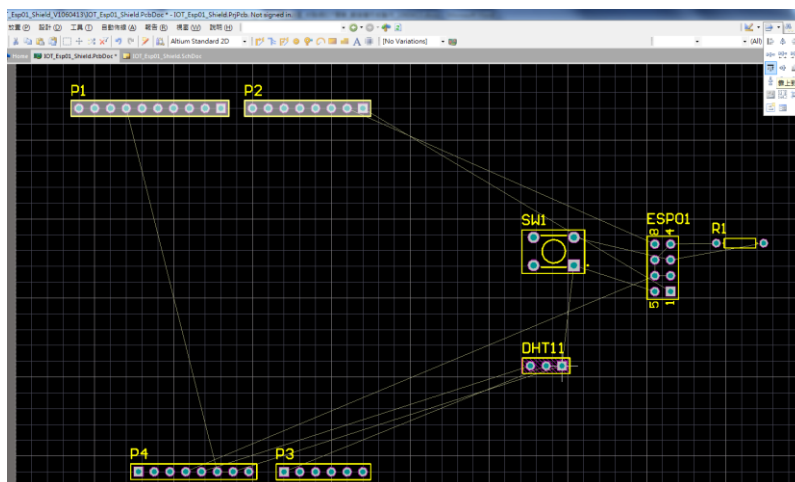 _Esp01_Shield_V1060413\IOT_Esp01_Shield.PcbDoc * - IOT_Esp01_Shield.PrjPcb. Not signed in.
放置(P) 設計(D) 工具(T) 自動佈線(A) 報告(R) 視窗(W) 說明(H)
Altium Standard 2D [No Variations] (All)
Home IOT_Esp01_Shield.PcbDoc * IOT_Esp01_Shield.SchDoc
P1 P2
SW1 ESP01 R1
8 4
5 1
DHT11
P4 P3